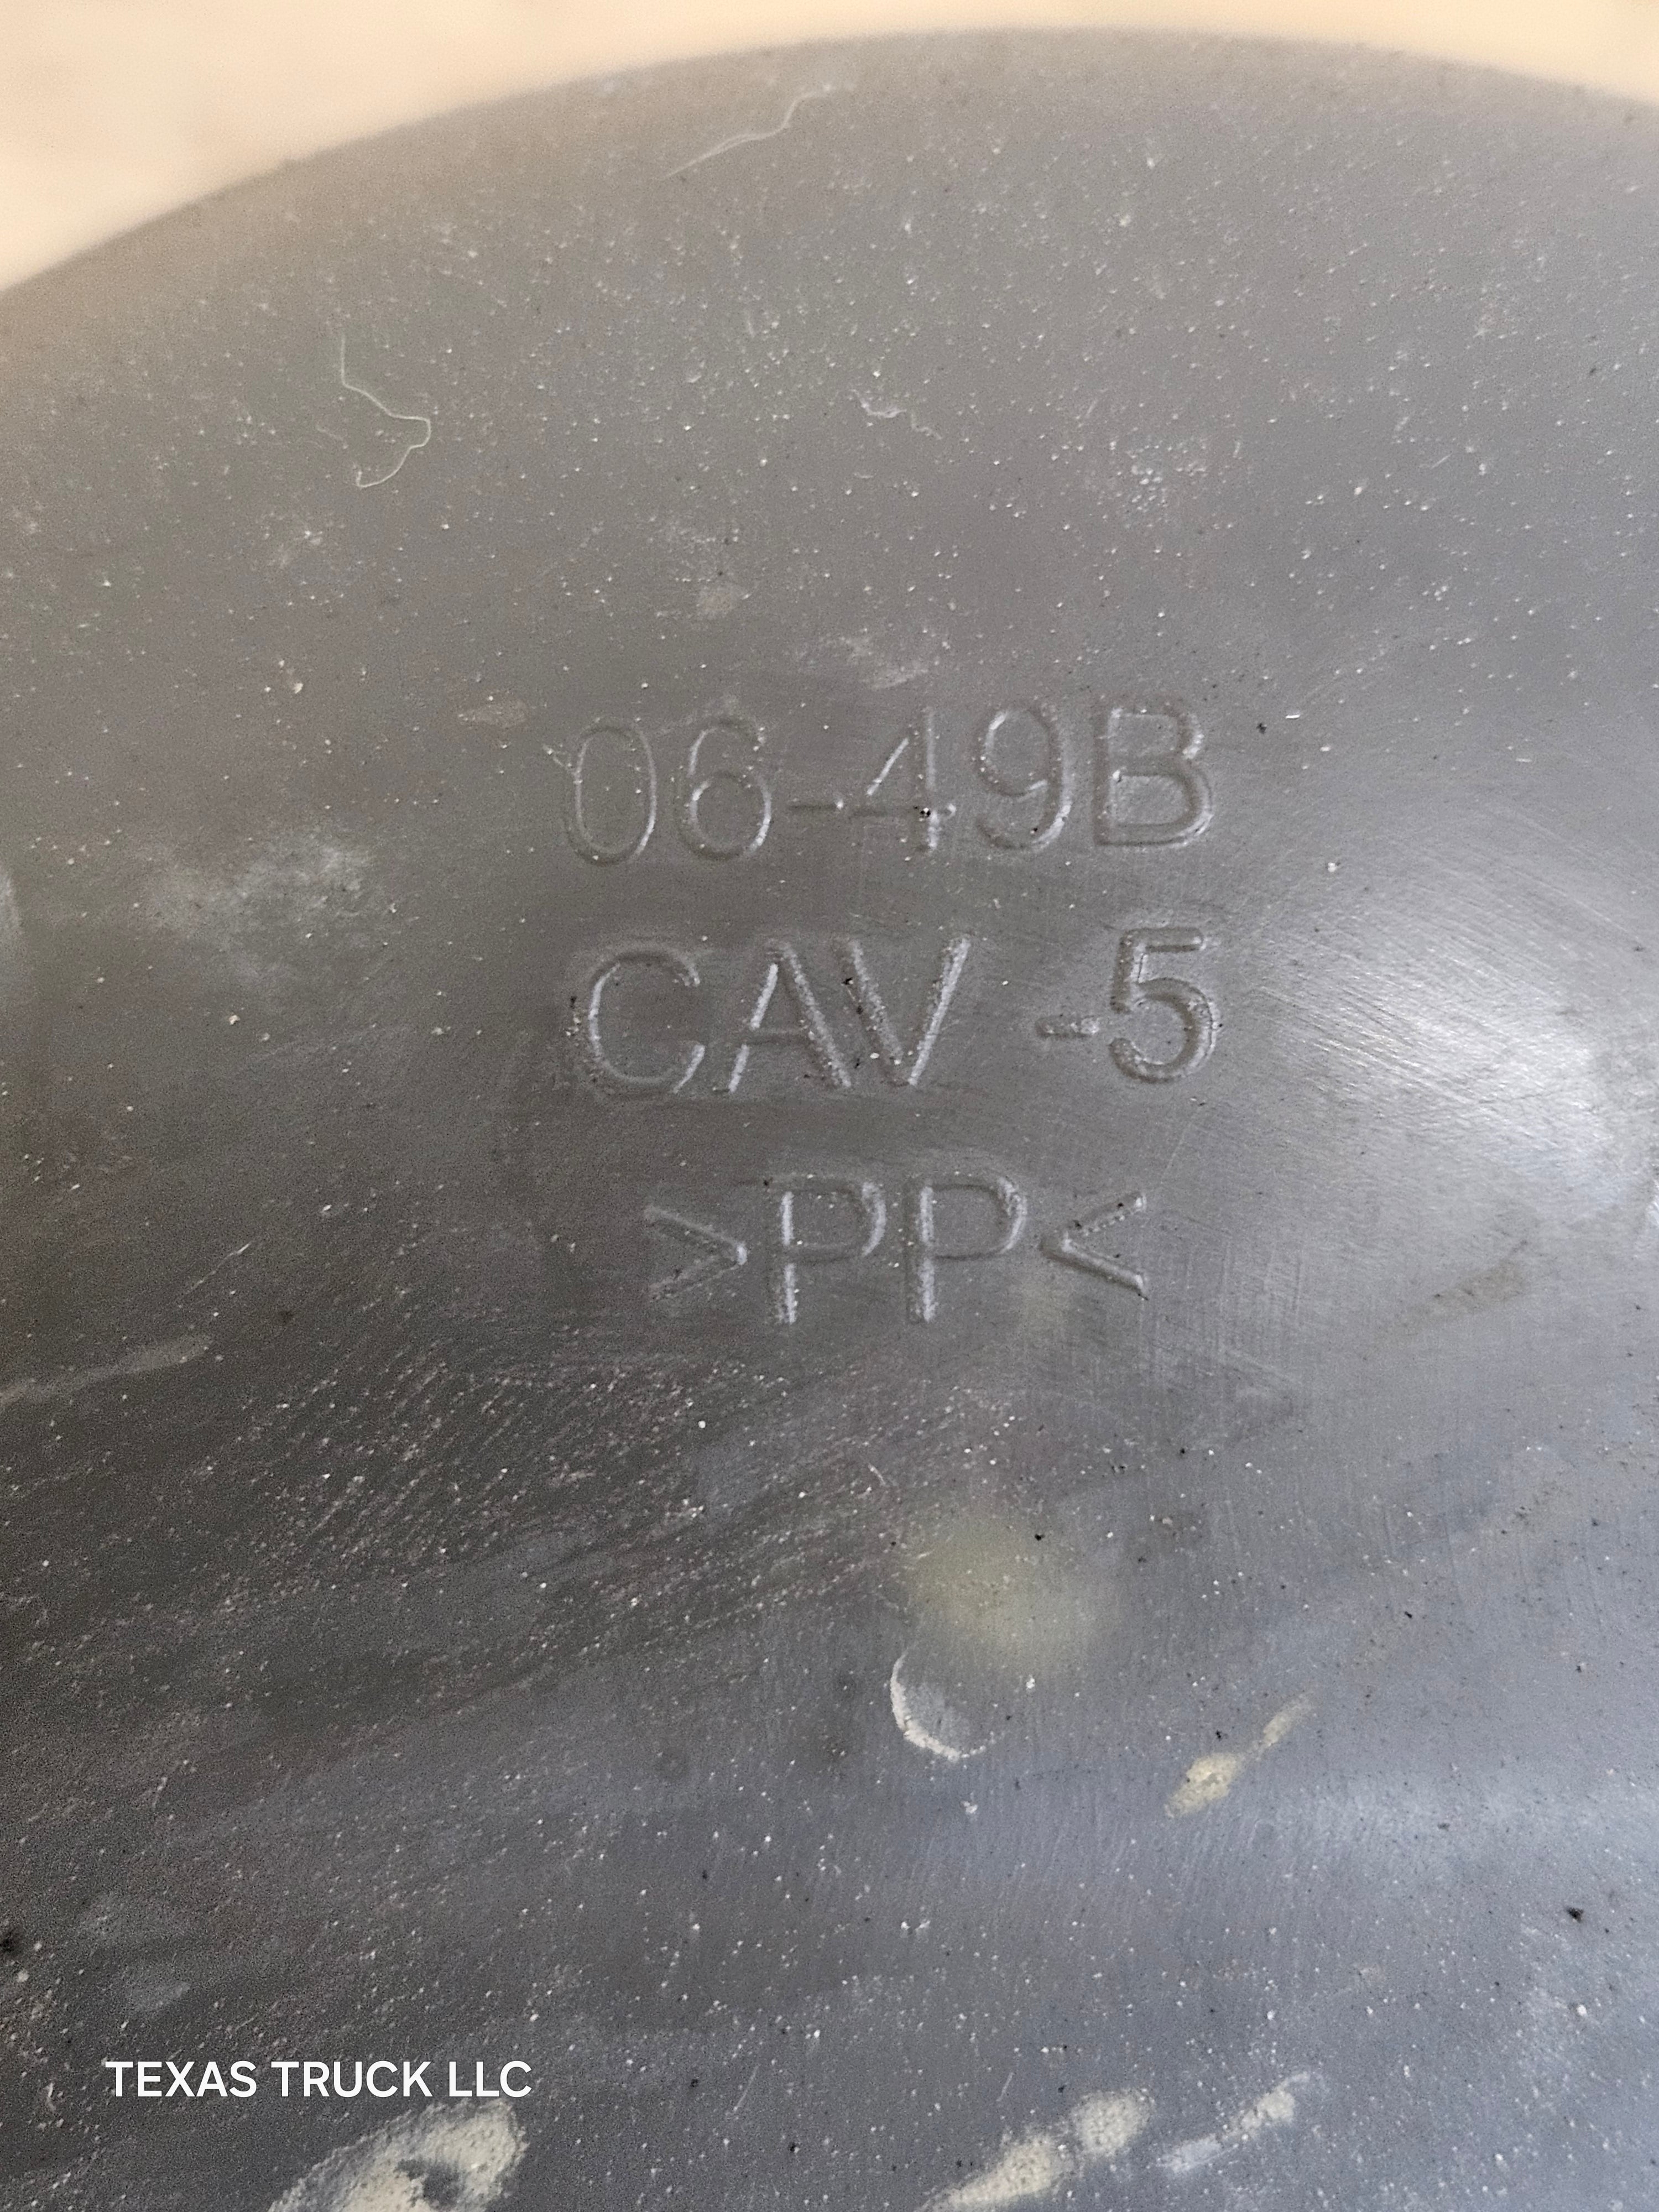 06-49B
CAV -5
>PP<
TEXAS TRUCK LLC